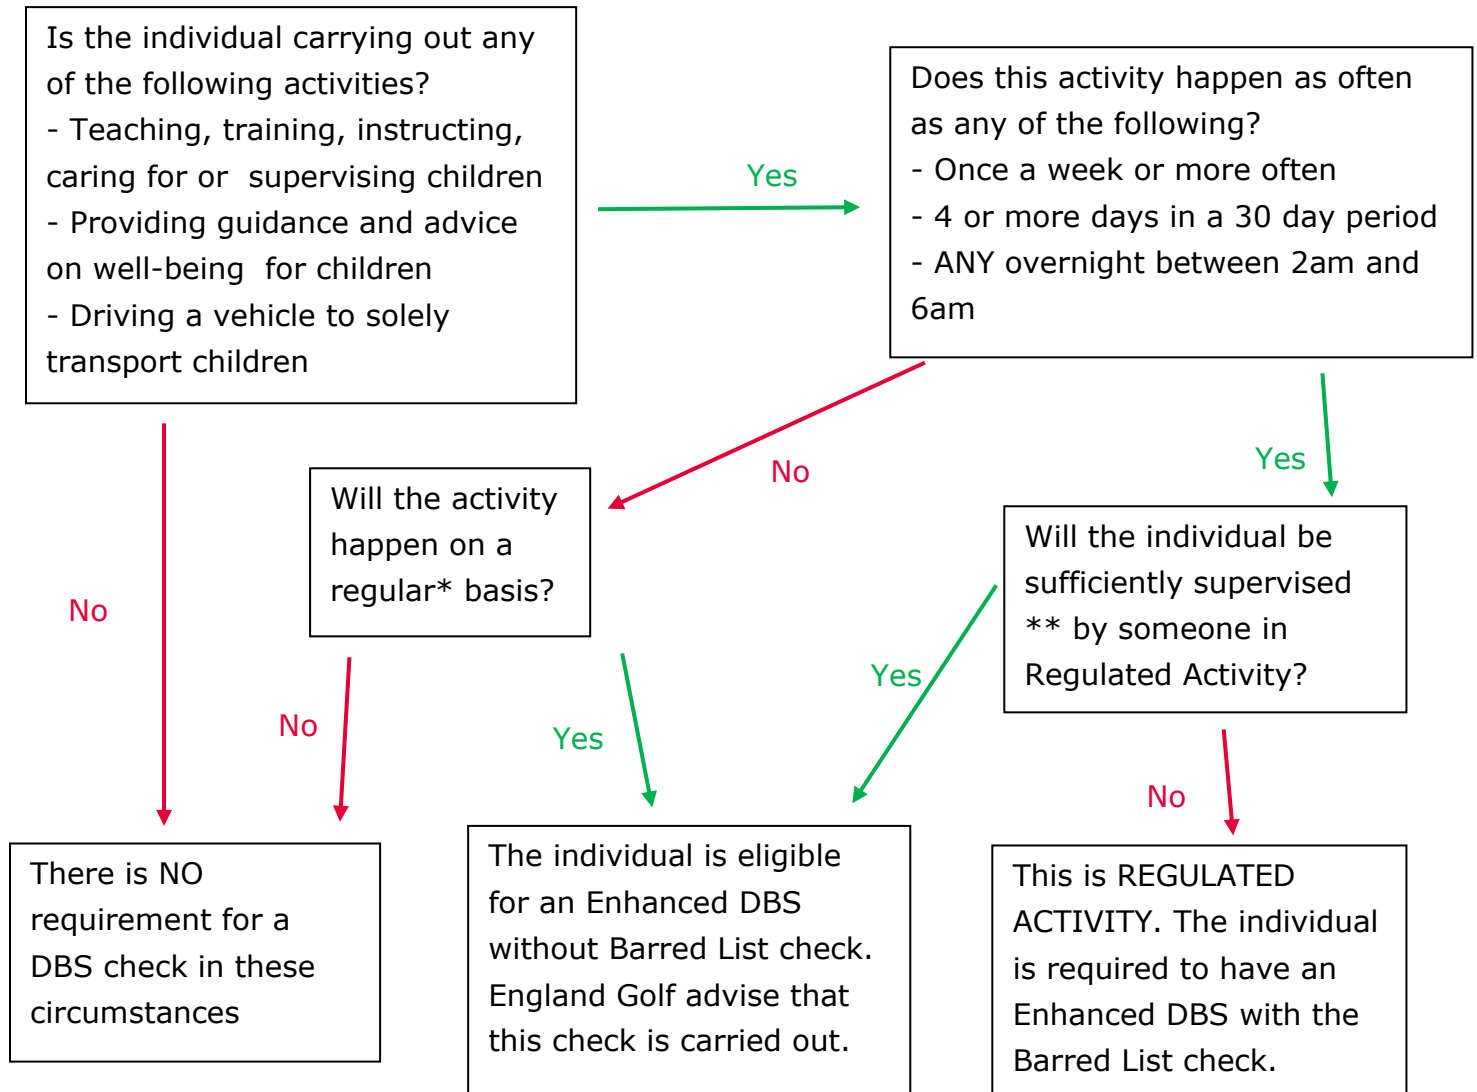 Is the individual carrying out any
of the following activities?
- Teaching, training, instructing,
caring for or  supervising children
- Providing guidance and advice
on well-being  for children
- Driving a vehicle to solely
transport children
Yes
Does this activity happen as often
as any of the following?
- Once a week or more often
- 4 or more days in a 30 day period
- ANY overnight between 2am and
6am
No
Yes
Will the activity
happen on a
regular* basis?
Will the individual be
sufficiently supervised
** by someone in
Regulated Activity?
No
No
Yes
Yes
No
There is NO
requirement for a
DBS check in these
circumstances
The individual is eligible
for an Enhanced DBS
without Barred List check.
England Golf advise that
this check is carried out.
This is REGULATED
ACTIVITY. The individual
is required to have an
Enhanced DBS with the
Barred List check.